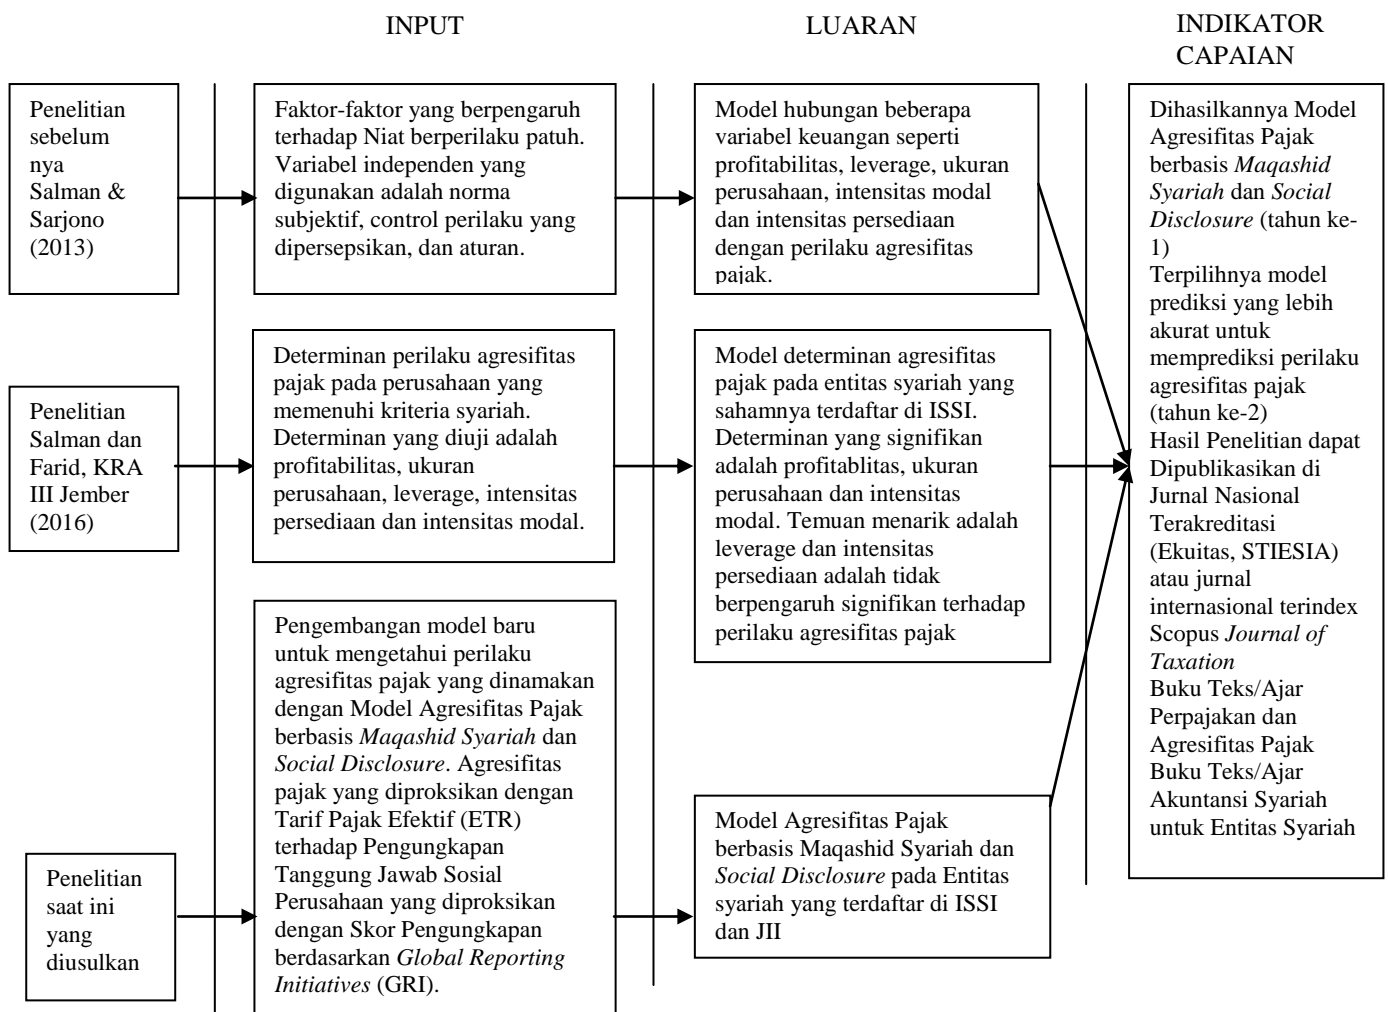 INPUT
LUARAN
INDIKATOR
CAPAIAN
Penelitian
sebelum
nya
Salman &
Sarjono
(2013)
Faktor-faktor yang berpengaruh
terhadap Niat berperilaku patuh.
Variabel independen yang
digunakan adalah norma
subjektif, control perilaku yang
dipersepsikan, dan aturan.
Model hubungan beberapa
variabel keuangan seperti
profitabilitas, leverage, ukuran
perusahaan, intensitas modal
dan intensitas persediaan
dengan perilaku agresifitas
pajak.
Penelitian
Salman dan
Farid, KRA
III Jember
(2016)
Determinan perilaku agresifitas
pajak pada perusahaan yang
memenuhi kriteria syariah.
Determinan yang diuji adalah
profitabilitas, ukuran
perusahaan, leverage, intensitas
persediaan dan intensitas modal.
Model determinan agresifitas
pajak pada entitas syariah yang
sahamnya terdaftar di ISSI.
Determinan yang signifikan
adalah profitablitas, ukuran
perusahaan dan intensitas
modal. Temuan menarik adalah
leverage dan intensitas
persediaan adalah tidak
berpengaruh signifikan terhadap
perilaku agresifitas pajak
Penelitian
saat ini
yang
diusulkan
Pengembangan model baru
untuk mengetahui perilaku
agresifitas pajak yang dinamakan
dengan Model Agresifitas Pajak
berbasis Maqashid Syariah dan
Social Disclosure. Agresifitas
pajak yang diproksikan dengan
Tarif Pajak Efektif (ETR)
terhadap Pengungkapan
Tanggung Jawab Sosial
Perusahaan yang diproksikan
dengan Skor Pengungkapan
berdasarkan Global Reporting
Initiatives (GRI).
Model Agresifitas Pajak
berbasis Maqashid Syariah dan
Social Disclosure pada Entitas
syariah yang terdaftar di ISSI
dan JII
Dihasilkannya Model
Agresifitas Pajak
berbasis Maqashid
Syariah dan Social
Disclosure (tahun ke-
1)
Terpilihnya model
prediksi yang lebih
akurat untuk
memprediksi perilaku
agresifitas pajak
(tahun ke-2)
Hasil Penelitian dapat
Dipublikasikan di
Jurnal Nasional
Terakreditasi
(Ekuitas, STIESIA)
atau jurnal
internasional terindex
Scopus Journal of
Taxation
Buku Teks/Ajar
Perpajakan dan
Agresifitas Pajak
Buku Teks/Ajar
Akuntansi Syariah
untuk Entitas Syariah